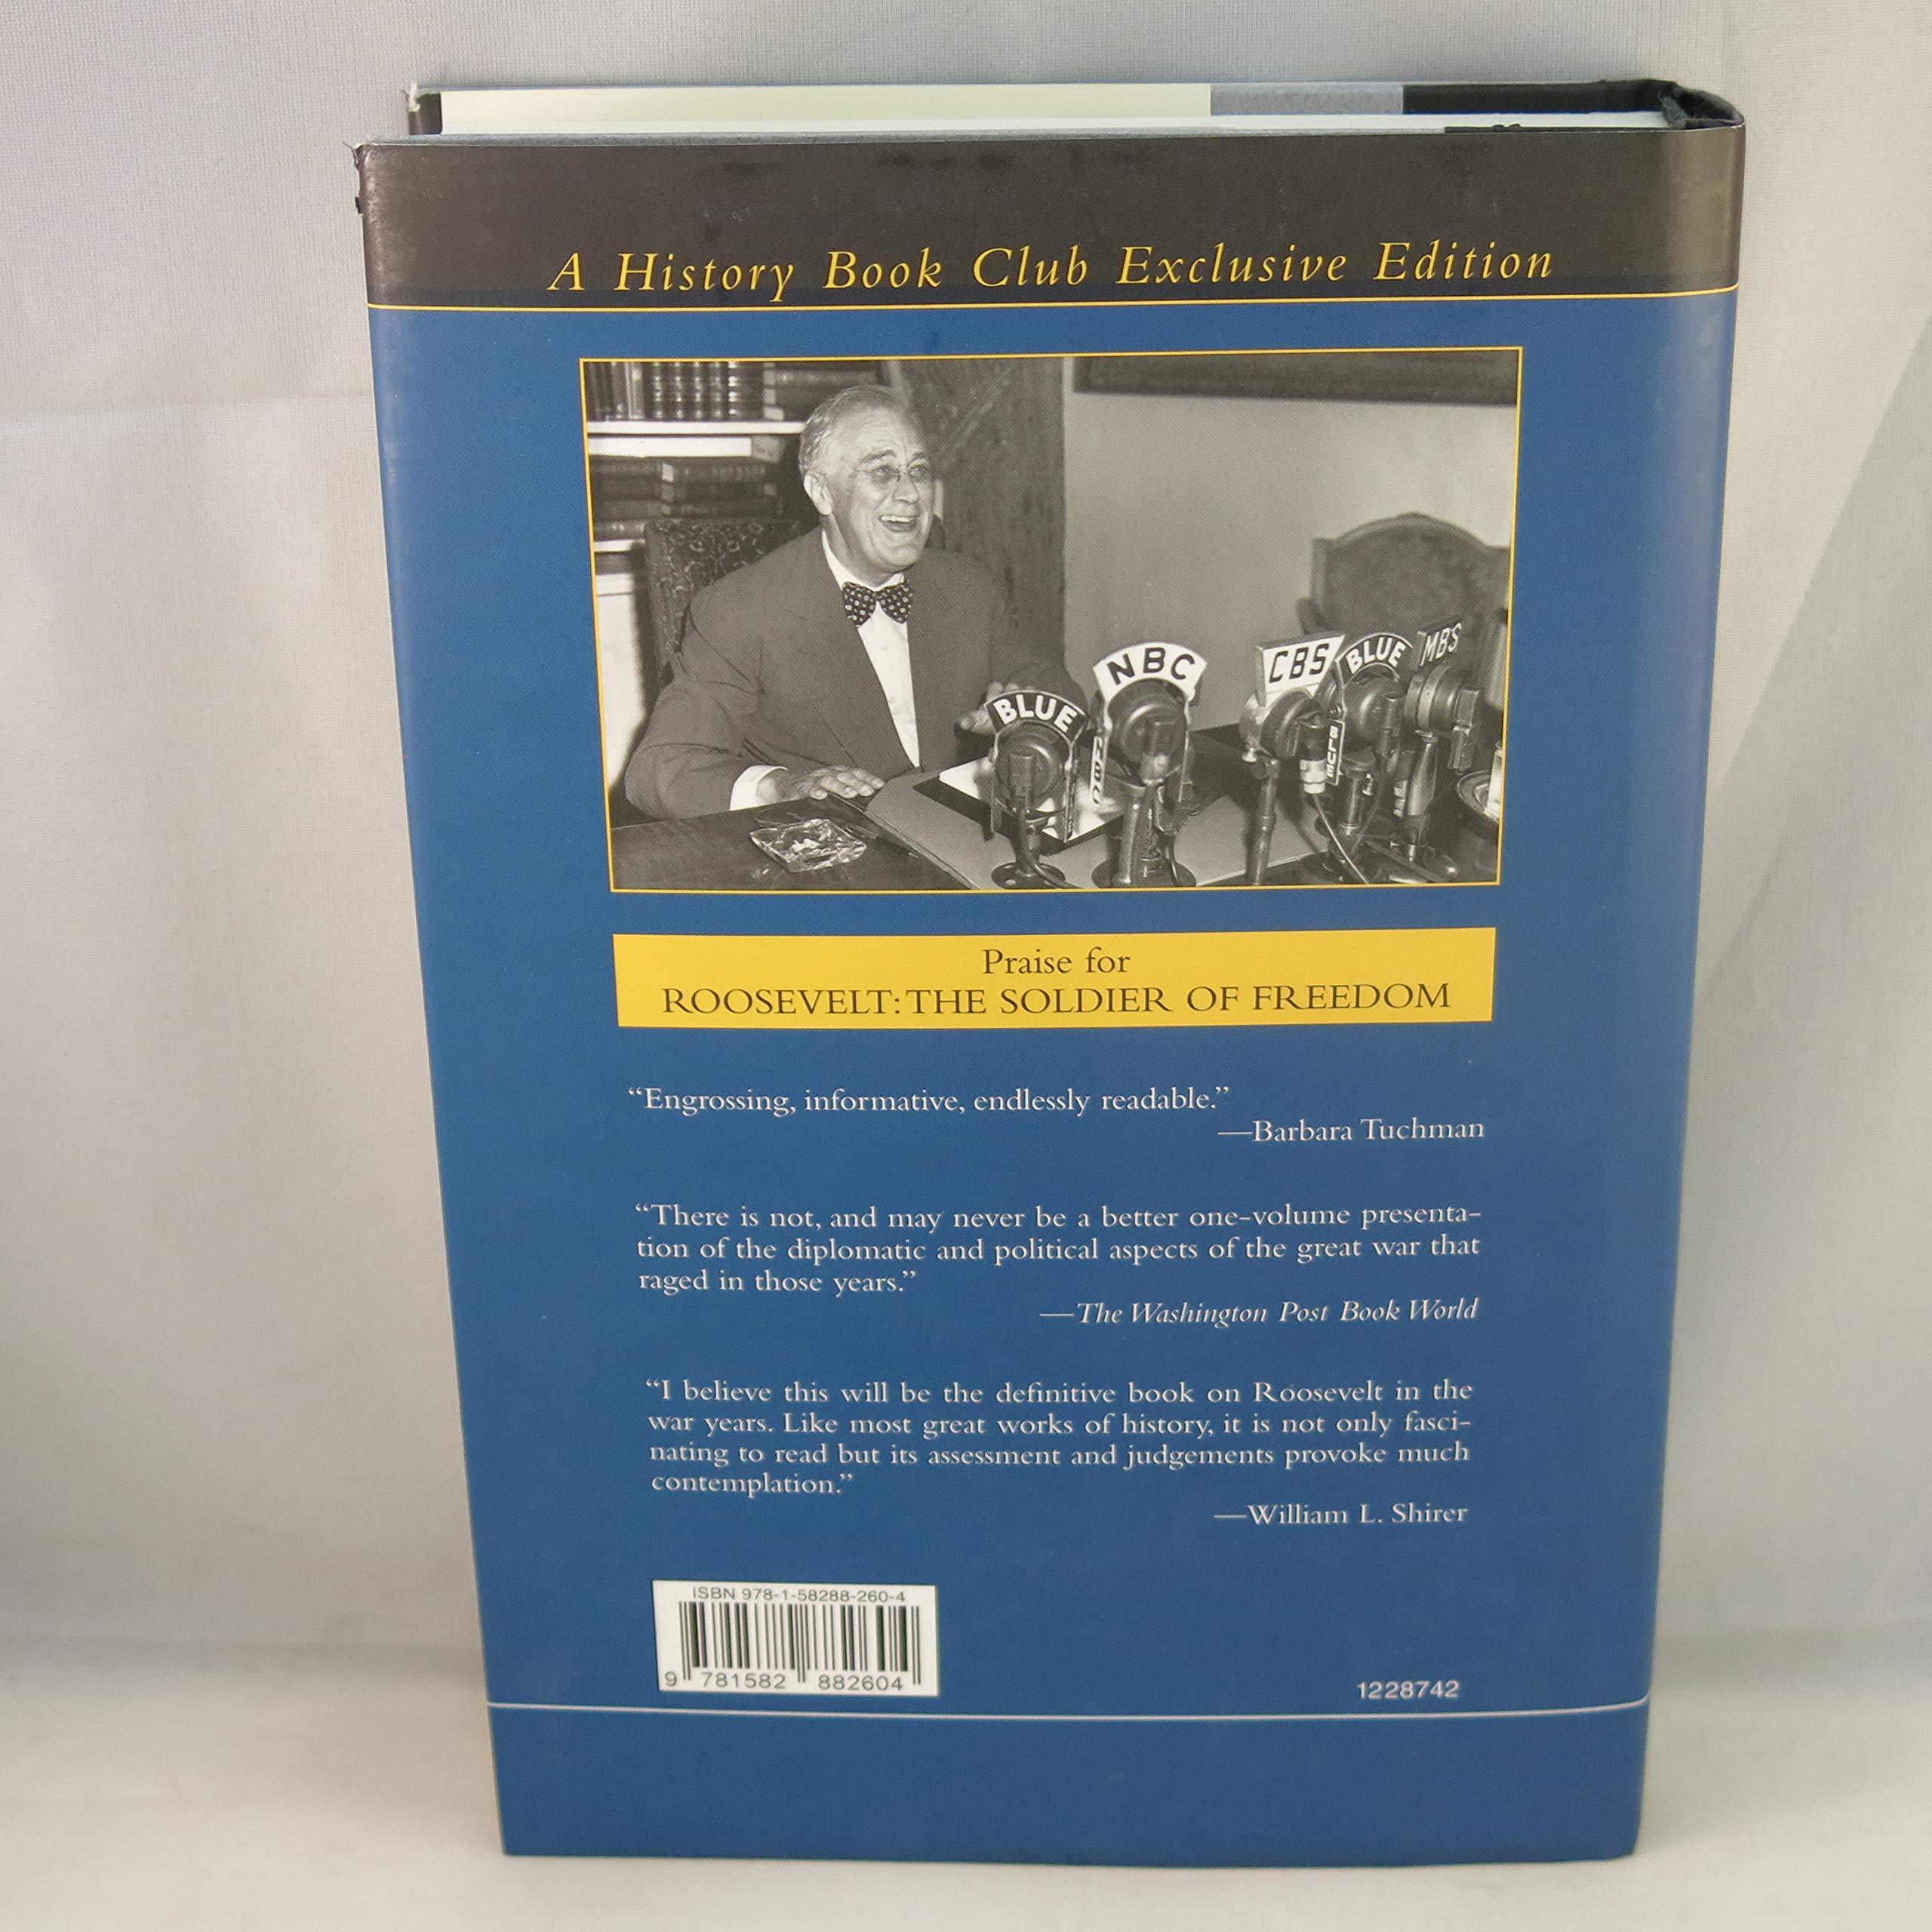 A History Book Club Exclusive Edition
BLUE
NBC
CBS
BLUE
MBS
NBC
BLUE
Praise for
ROOSEVELT: THE SOLDIER OF FREEDOM
“Engrossing, informative, endlessly readable.”
—Barbara Tuchman
“There is not, and may never be a better one-volume presenta-
tion of the diplomatic and political aspects of the great war that
raged in those years.”
—The Washington Post Book World
“I believe this will be the definitive book on Roosevelt in the
war years. Like most great works of history, it is not only fasci-
nating to read but its assessment and judgements provoke much
contemplation.”
—William L. Shirer
ISBN 978-1-58288-260-4
9 781582 882604
1228742